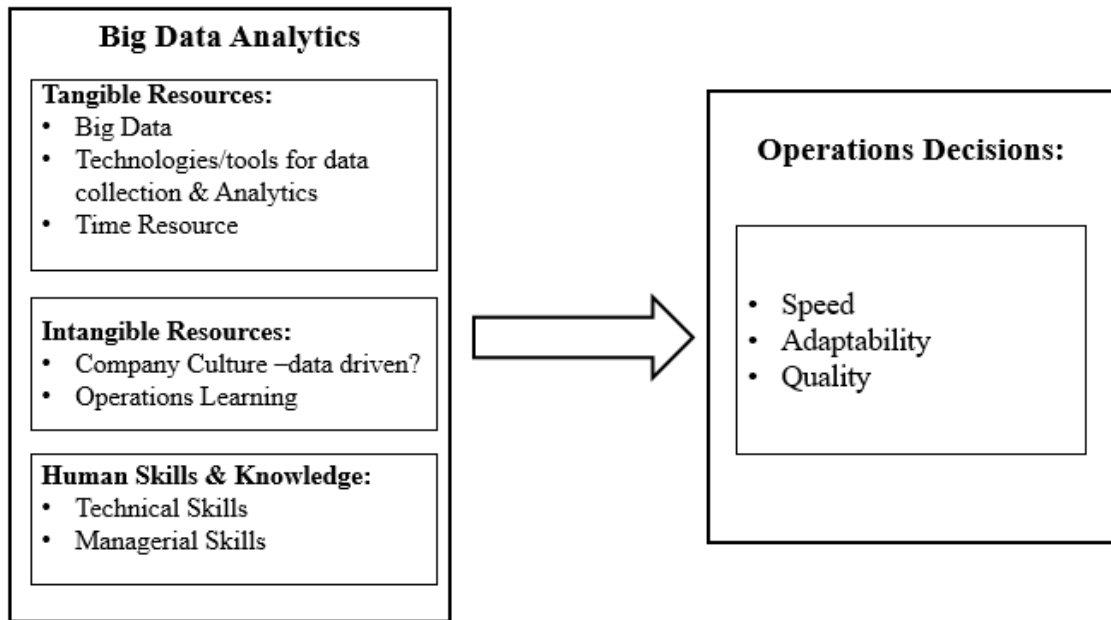 Big Data Analytics
Tangible Resources:
• Big Data
• Technologies/tools for data
collection & Analytics
• Time Resource
Intangible Resources:
• Company Culture –data driven?
• Operations Learning
Human Skills & Knowledge:
• Technical Skills
• Managerial Skills
Operations Decisions:
• Speed
• Adaptability
• Quality